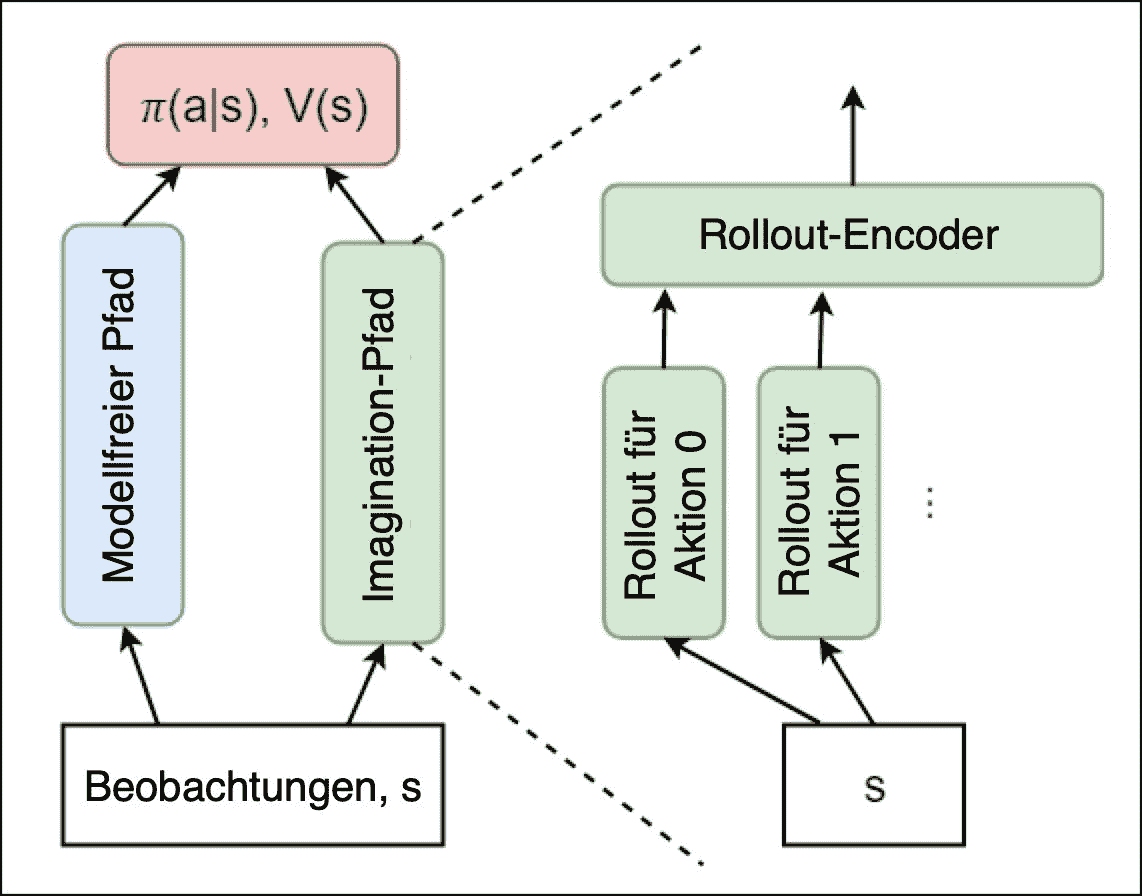 π(a|s), V(s)
Modellfreier Pfad
Imagination-Pfad
Beobachtungen, s
Rollout-Encoder
Rollout für
Aktion 0
Rollout für
Aktion 1
...
s